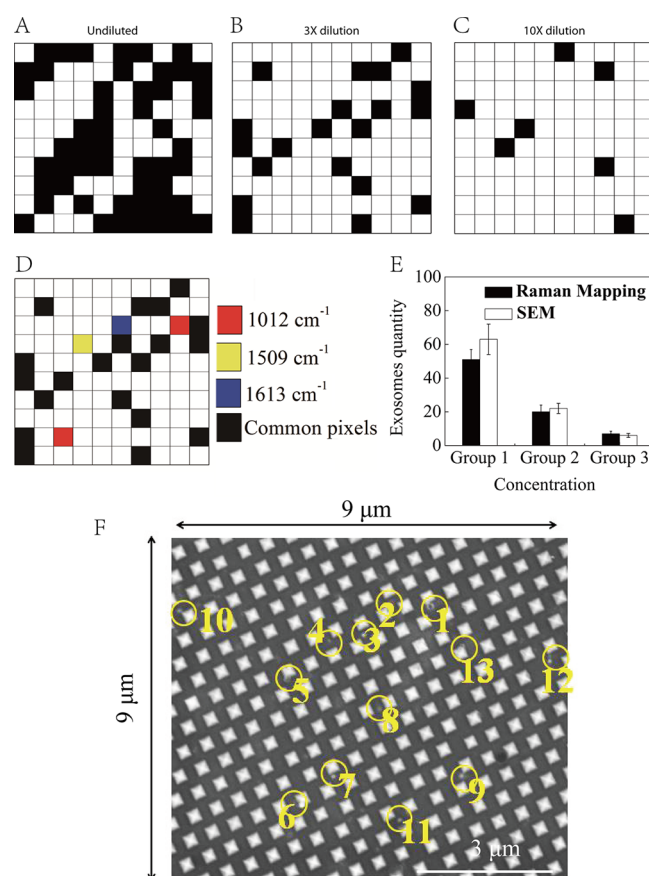 A
Undiluted
B
3X dilution
C
10X dilution
D
1012 cm-1
1509 cm-1
1613 cm-1
Common pixels
E
100
80
60
40
20
0
Exosomes quantity
Raman Mapping
SEM
Group 1 Group 2 Group 3
Concentration
F
9 μm
9 μm
10
4
3
2
1
13
12
5
8
7
6
9
11
3 μm